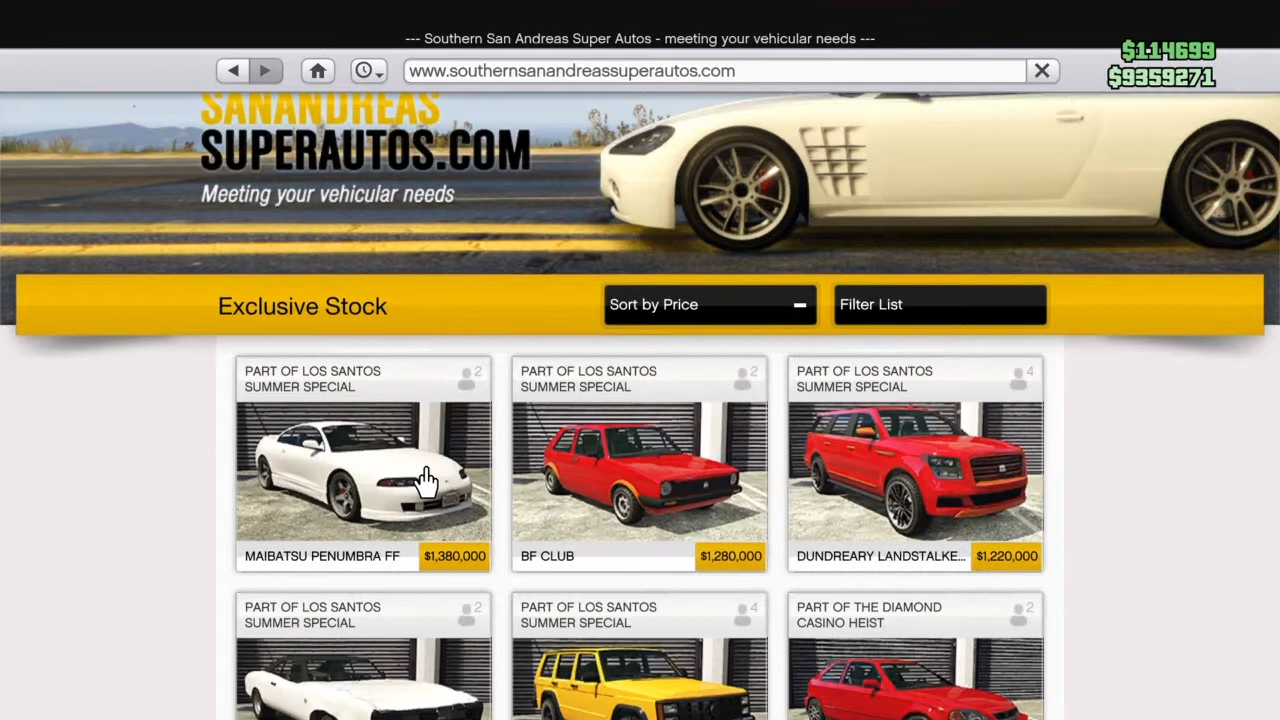 --- Southern San Andreas Super Autos - meeting your vehicular needs ---
$114699
www.southernsanandreassuperautos.com
$9359271
SANANDREAS
SUPERAUTOS.COM
Meeting your vehicular needs
Exclusive Stock
Sort by Price
Filter List
PART OF LOS SANTOS
SUMMER SPECIAL
2
PART OF LOS SANTOS
SUMMER SPECIAL
2
PART OF LOS SANTOS
SUMMER SPECIAL
4
MAIBATSU PENUMBRA FF
$1,380,000
BF CLUB
$1,280,000
DUNDREARY LANDSTALKE...
$1,220,000
PART OF LOS SANTOS
SUMMER SPECIAL
2
PART OF LOS SANTOS
SUMMER SPECIAL
4
PART OF THE DIAMOND
CASINO HEIST
2